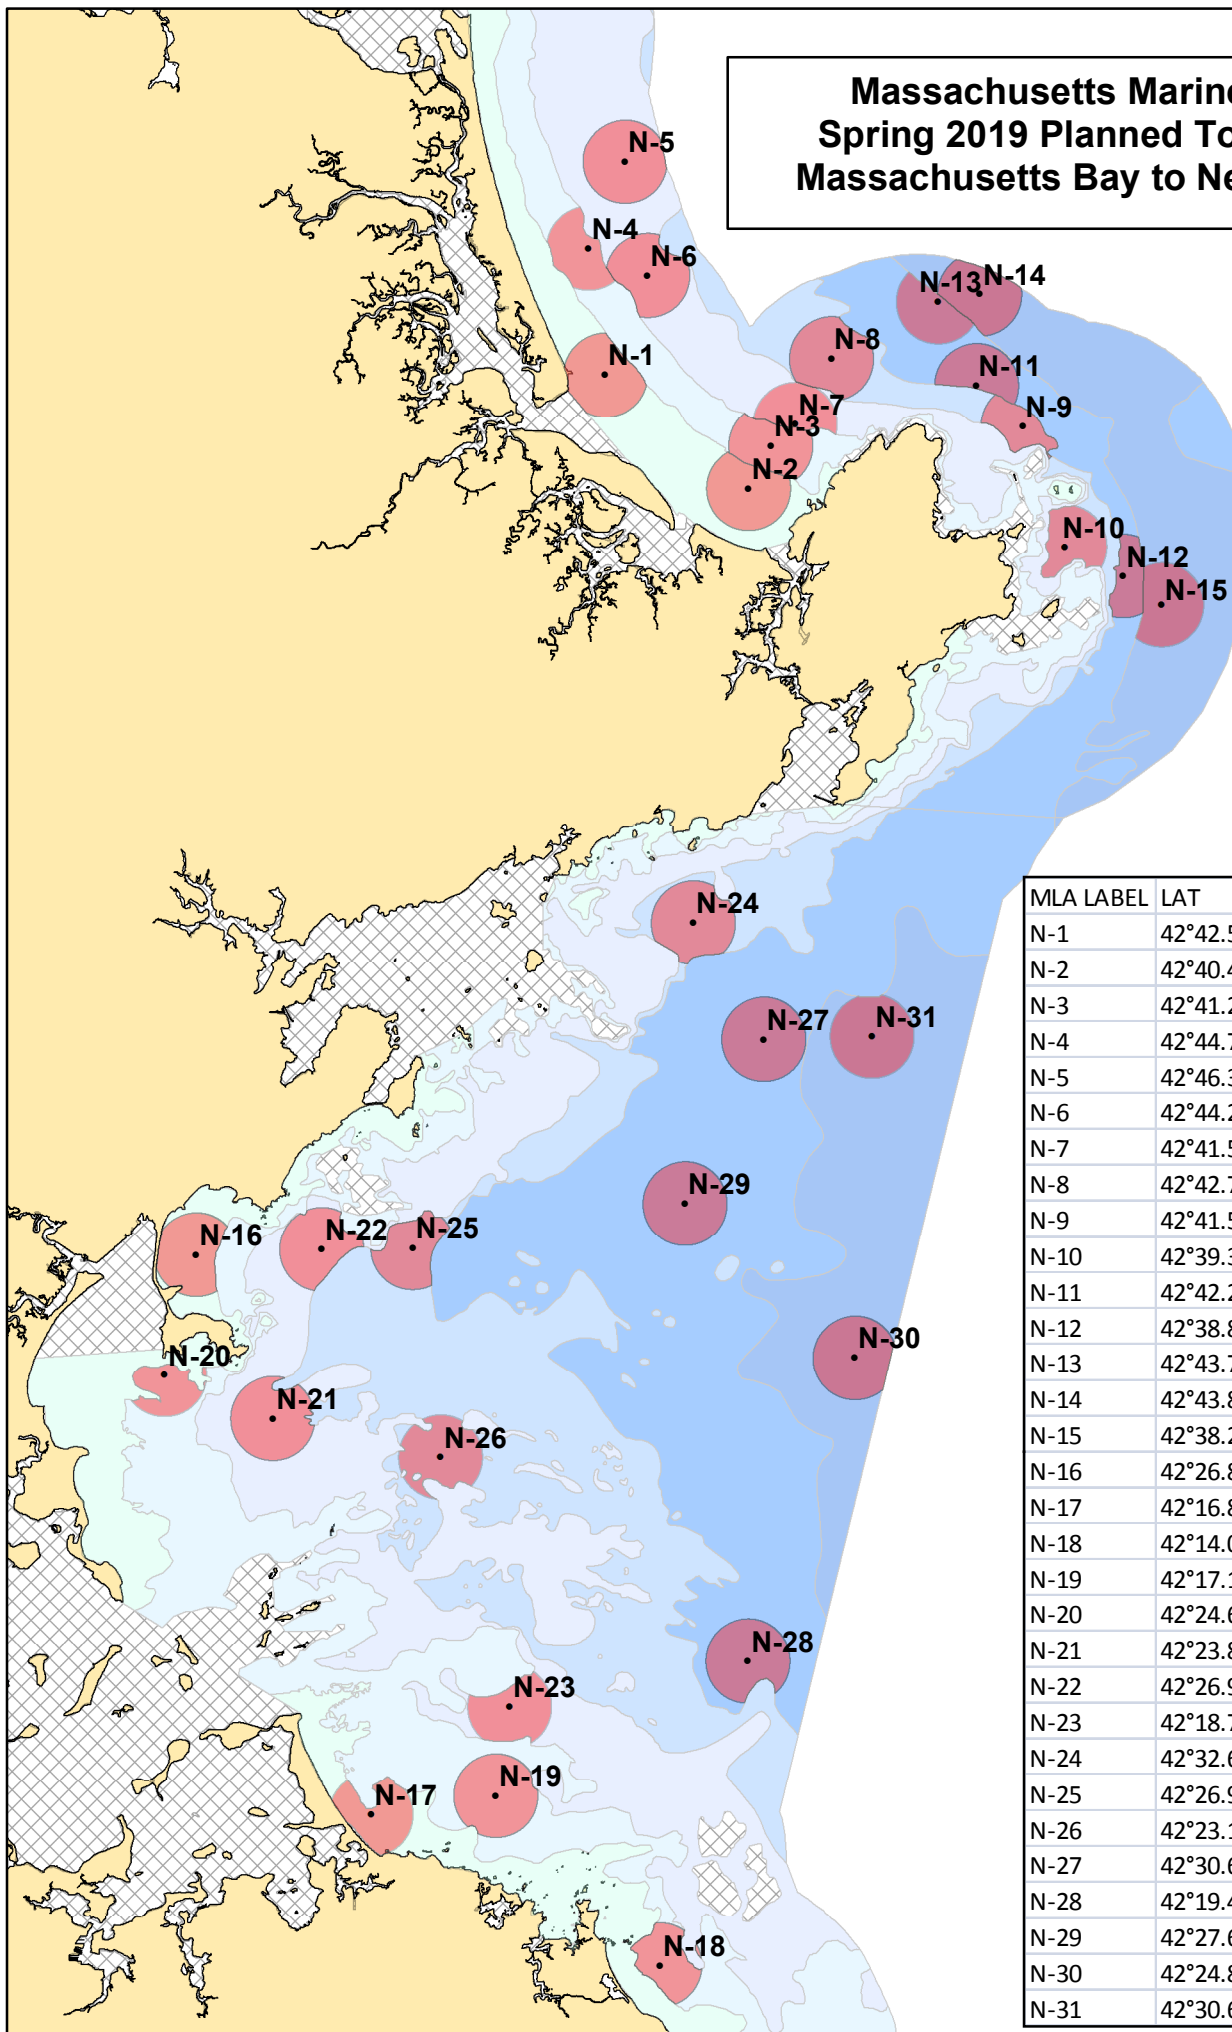 Massachusetts Marine
Spring 2019 Planned To
Massachusetts Bay to Ne
N-5
N-4
N-6
N-13
N-14
N-8
N-1
N-11
N-7
N-9
N-3
N-2
N-10
N-12
N-15
N-24
N-27
N-31
N-29
N-22
N-25
N-16
N-30
N-20
N-21
N-26
N-28
N-23
N-19
N-17
N-18
MLA LABEL LAT
N-1 42°42.5
N-2 42°40.4
N-3 42°41.2
N-4 42°44.7
N-5 42°46.3
N-6 42°44.2
N-7 42°41.5
N-8 42°42.7
N-9 42°41.5
N-10 42°39.3
N-11 42°42.2
N-12 42°38.8
N-13 42°43.7
N-14 42°43.8
N-15 42°38.2
N-16 42°26.8
N-17 42°16.8
N-18 42°14.0
N-19 42°17.1
N-20 42°24.6
N-21 42°23.8
N-22 42°26.9
N-23 42°18.7
N-24 42°32.6
N-25 42°26.9
N-26 42°23.1
N-27 42°30.6
N-28 42°19.4
N-29 42°27.6
N-30 42°24.8
N-31 42°30.6